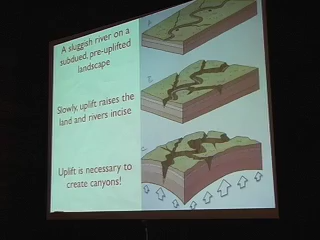 A sluggish river on a
subdued, pre-uplifted
landscape
Slowly, uplift raises the
land and rivers incise
Uplift is necessary to
create canyons!